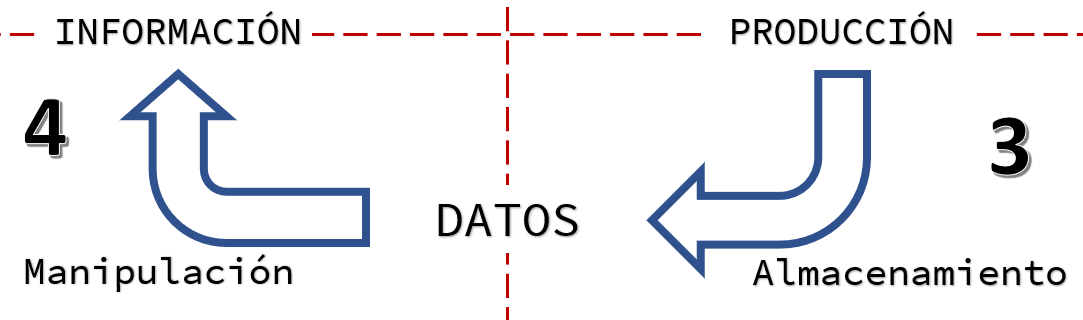 INFORMACIÓN
PRODUCCIÓN
4
3
DATOS
Manipulación
Almacenamiento